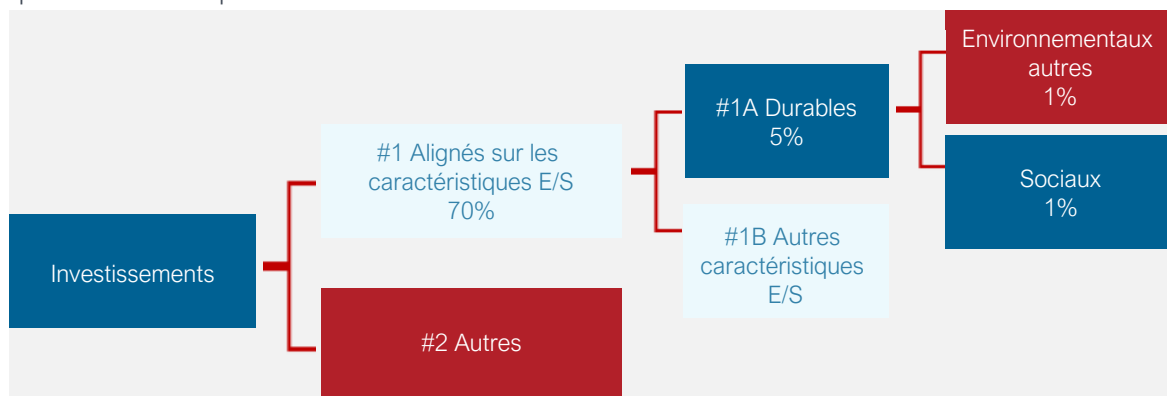 Investissements
#1 Alignés sur les
caractéristiques E/S
70%
#2 Autres
#1A Durables
5%
#1B Autres
caractéristiques
E/S
Environnementaux
autres
1%
Sociaux
1%